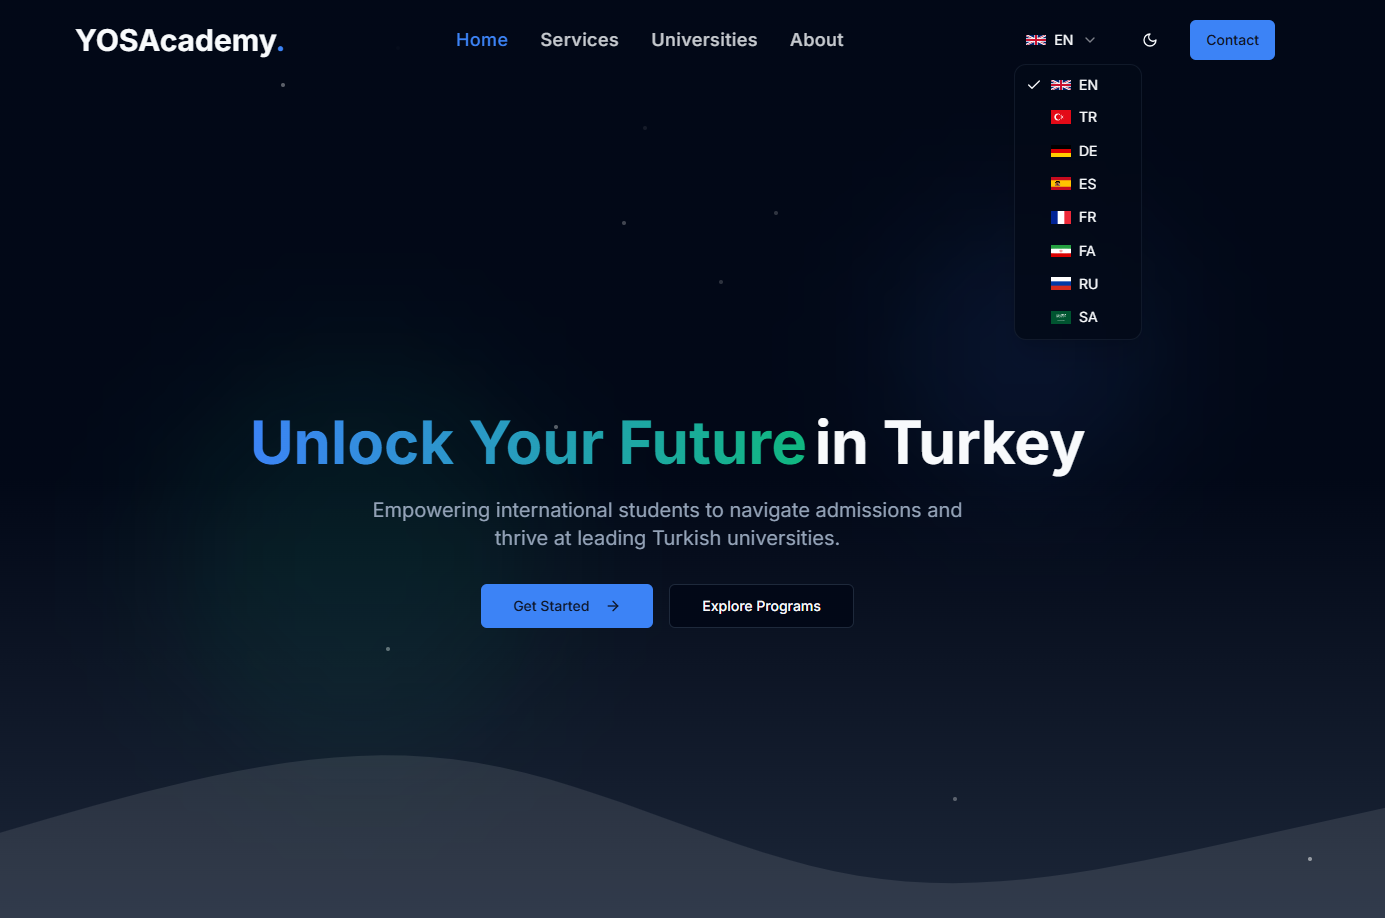 YOSAcademy.
Home Services Universities About
EN
Contact
EN
TR
DE
ES
FR
FA
RU
SA
Unlock Your Future in Turkey
Empowering international students to navigate admissions and
thrive at leading Turkish universities.
Get Started
Explore Programs